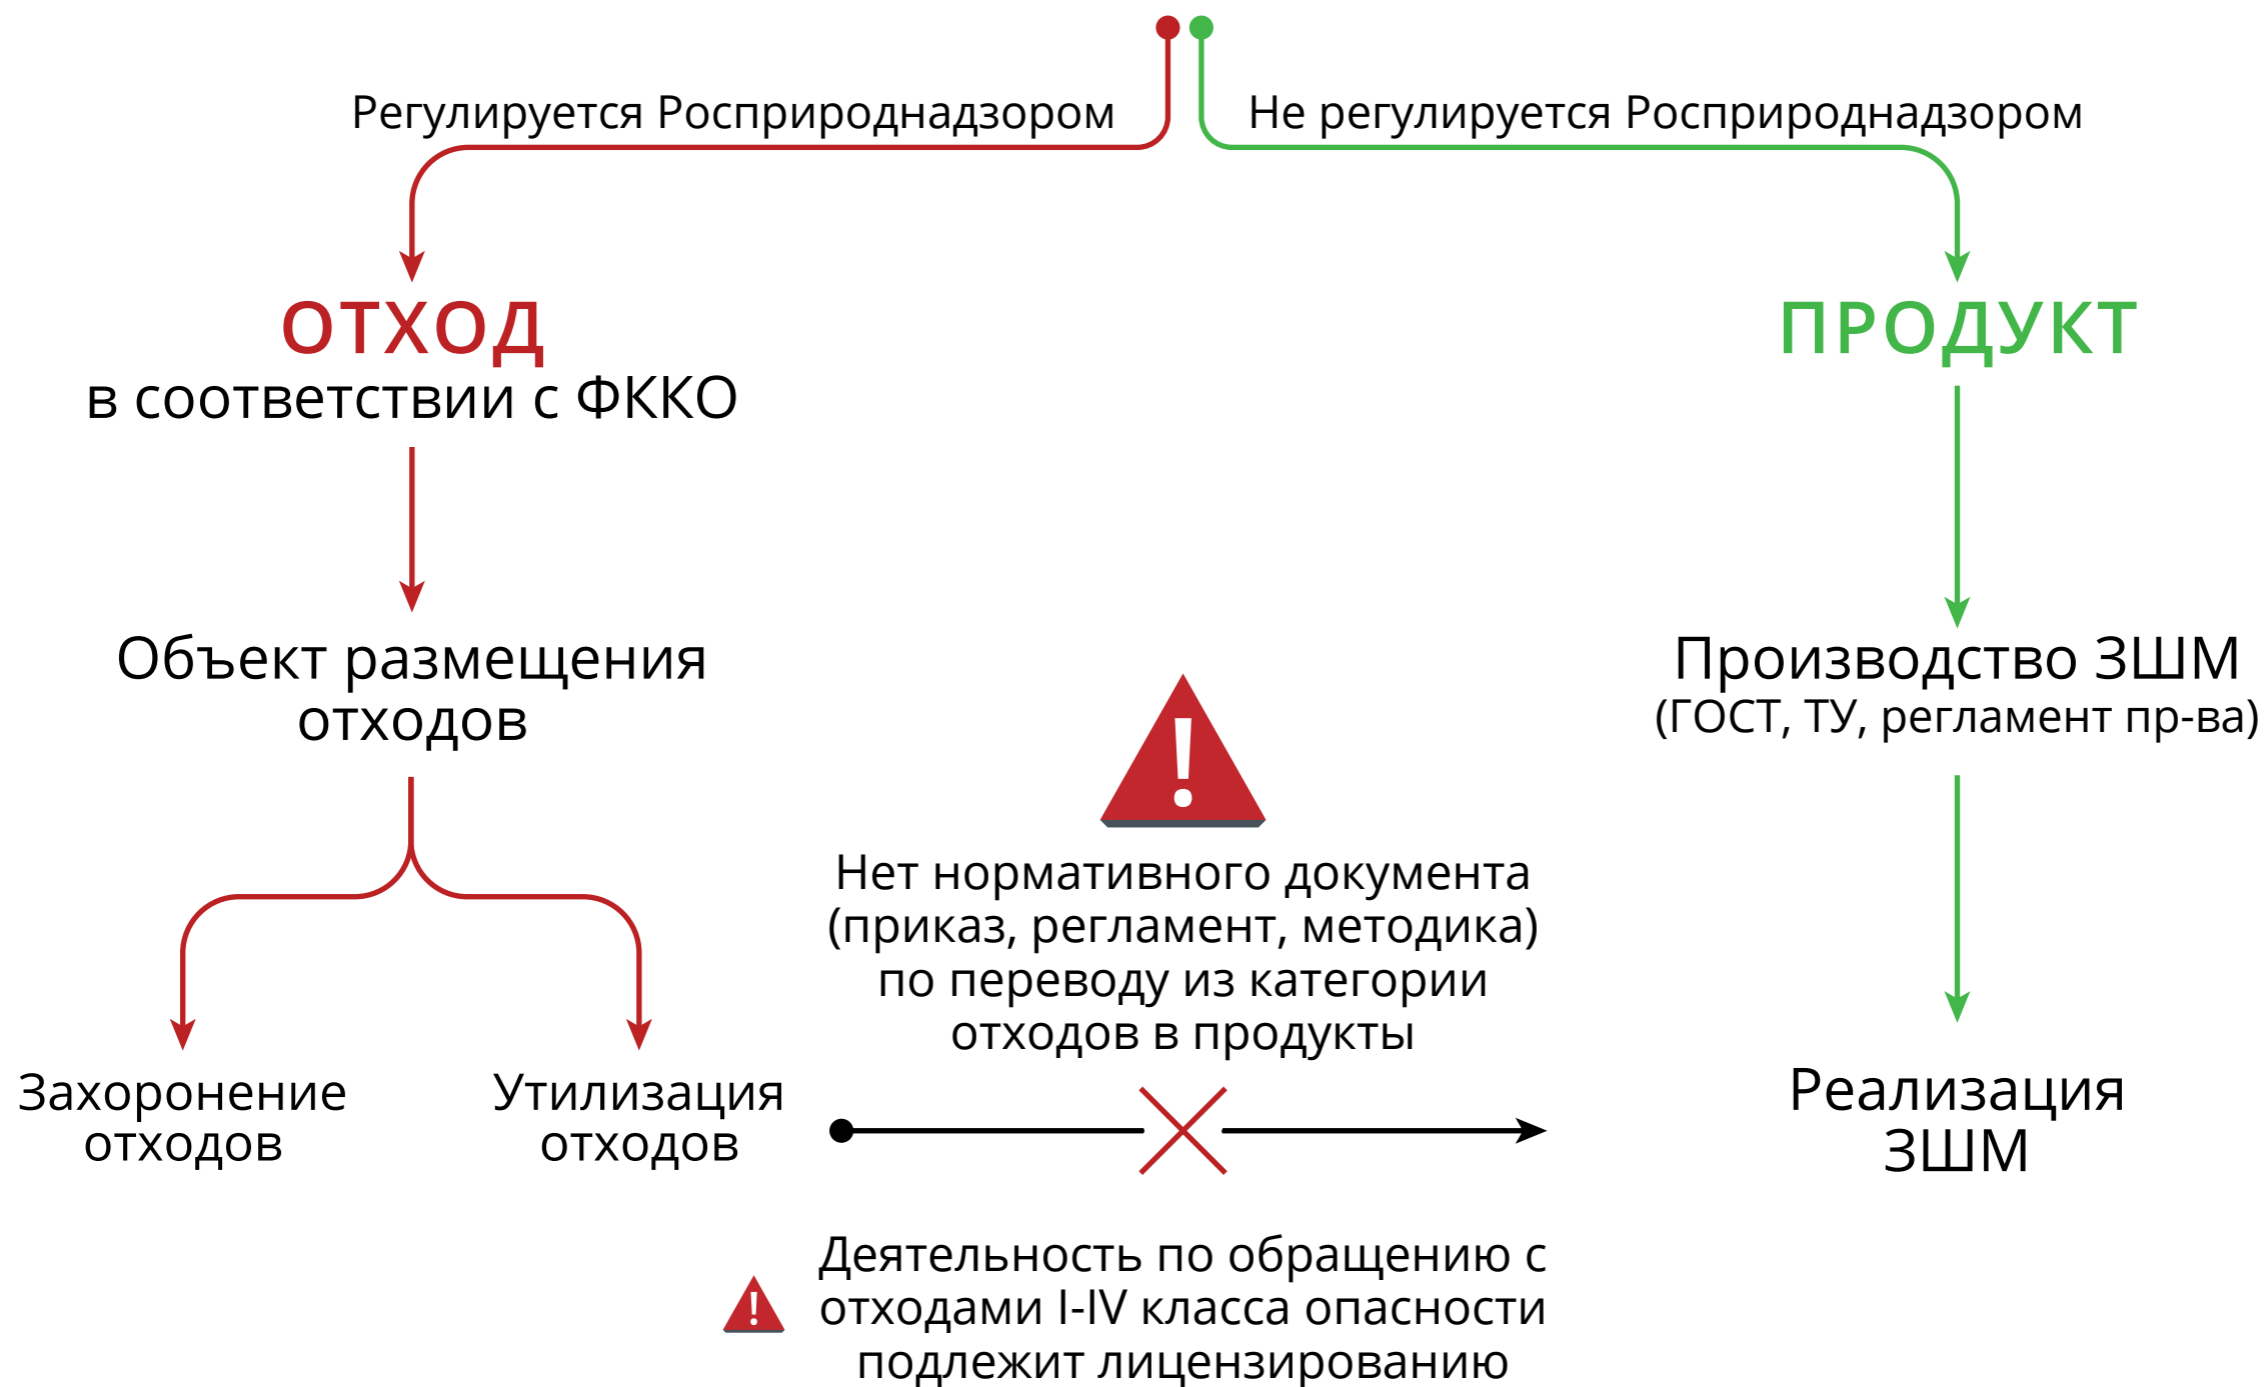 Регулируется Росприроднадзором
Не регулируется Росприроднадзором
ОТХОД
в соответствии с ФККО
ПРОДУКТ
Объект размещения
отходов
Производство ЗШМ
(ГОСТ, ТУ, регламент пр-ва)
!
Нет нормативного документа
(приказ, регламент, методика)
по переводу из категории
отходов в продукты
Захоронение
отходов
Утилизация
отходов
Реализация
ЗШМ
!
Деятельность по обращению с
отходами I-IV класса опасности
подлежит лицензированию